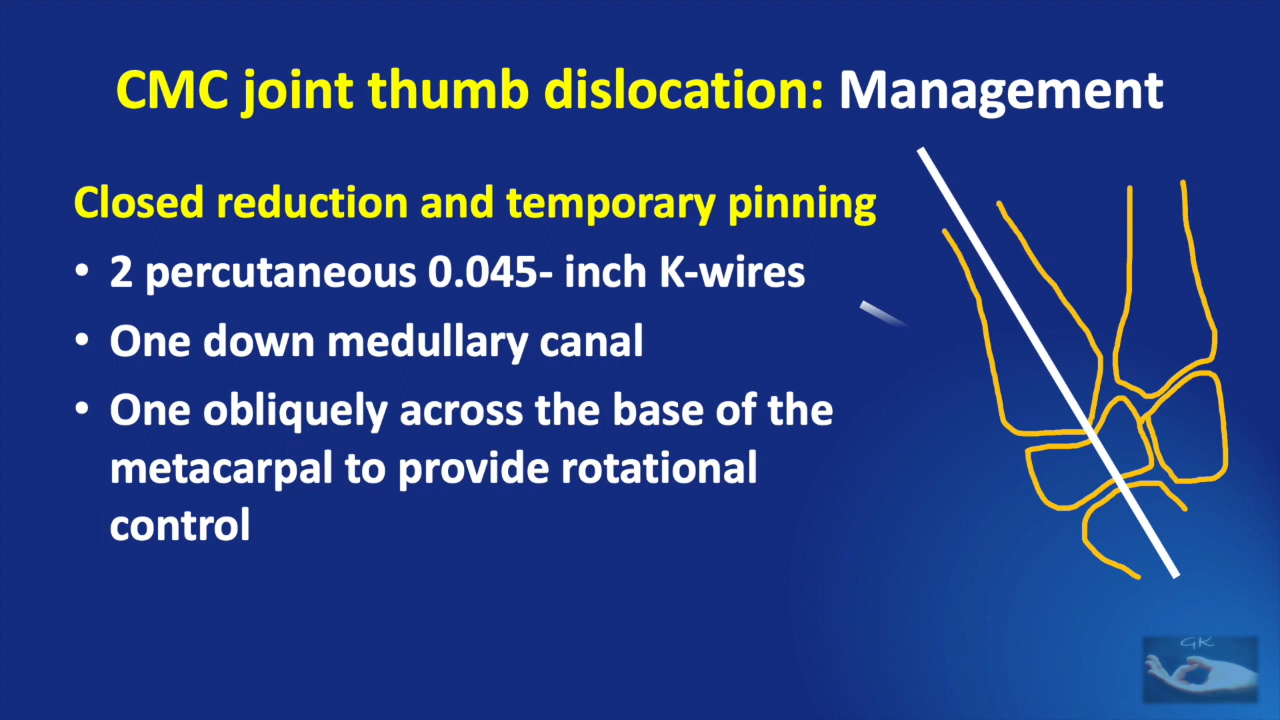 CMC joint thumb dislocation: Management
Closed reduction and temporary pinning
• 2 percutaneous 0.045- inch K-wires
• One down medullary canal
• One obliquely across the base of the
metacarpal to provide rotational
control
GK